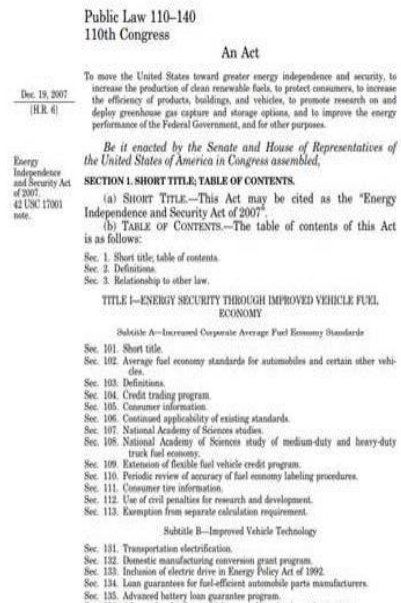 Public Law 110–140
110th Congress
An Act
Dec. 19, 2007
[H.R. 6]
To move the United States toward greater energy independence and security, to
increase the production of clean renewable fuels, to protect consumers, to increase
the efficiency of products, buildings, and vehicles, to promote research on and
deploy greenhouse gas capture and storage options, and to improve the energy
performance of the Federal Government, and for other purposes.
Be it enacted by the Senate and House of Representatives of
the United States of America in Congress assembled,
Energy
Independence
and Security Act
of 2007.
42 USC 17001
note.
SECTION 1. SHORT TITLE; TABLE OF CONTENTS.
(a) SHORT TITLE.—This Act may be cited as the “Energy
Independence and Security Act of 2007”.
(b) TABLE OF CONTENTS.—The table of contents of this Act
is as follows:
Sec. 1. Short title; table of contents.
Sec. 2. Definitions.
Sec. 3. Relationship to other law.
TITLE I—ENERGY SECURITY THROUGH IMPROVED VEHICLE FUEL
ECONOMY
Subtitle A—Increased Corporate Average Fuel Economy Standards
Sec. 101. Short title.
Sec. 102. Average fuel economy standards for automobiles and certain other vehi-
cles.
Sec. 103. Definitions.
Sec. 104. Credit trading program.
Sec. 105. Consumer information.
Sec. 106. Continued applicability of existing standards.
Sec. 107. National Academy of Sciences studies.
Sec. 108. National Academy of Sciences study of medium-duty and heavy-duty
truck fuel economy.
Sec. 109. Extension of flexible fuel vehicle credit program.
Sec. 110. Periodic review of accuracy of fuel economy labeling procedures.
Sec. 111. Consumer tire information.
Sec. 112. Use of civil penalties for research and development.
Sec. 113. Exemption from separate calculation requirement.
Subtitle B—Improved Vehicle Technology
Sec. 131. Transportation electrification.
Sec. 132. Domestic manufacturing conversion grant program.
Sec. 133. Inclusion of electric drive in Energy Policy Act of 1992.
Sec. 134. Loan guarantees for fuel-efficient automobile parts manufacturers.
Sec. 135. Advanced battery loan guarantee program.